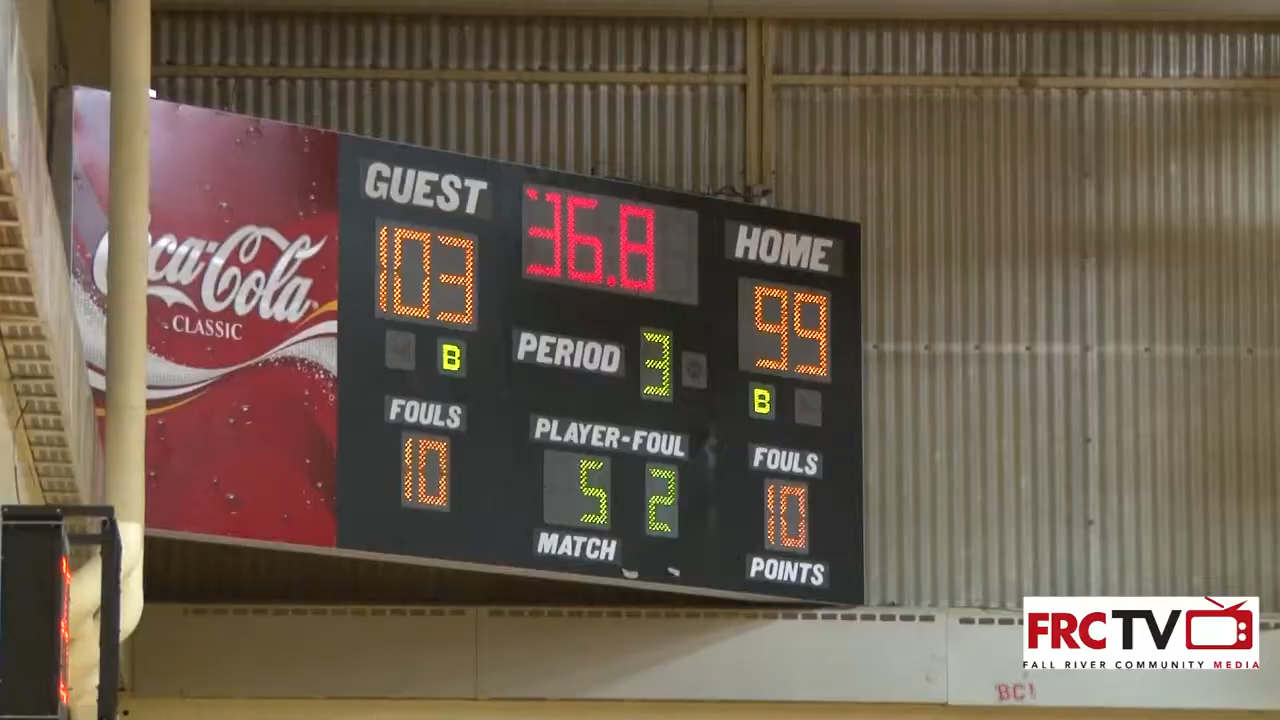 GUEST
36.8
HOME
103
99
Coca-Cola
CLASSIC
PERIOD 3
B
B
FOULS
PLAYER-FOUL
FOULS
10
5 2
10
MATCH
POINTS
FRCTV
FALL RIVER COMMUNITY MEDIA
BC!